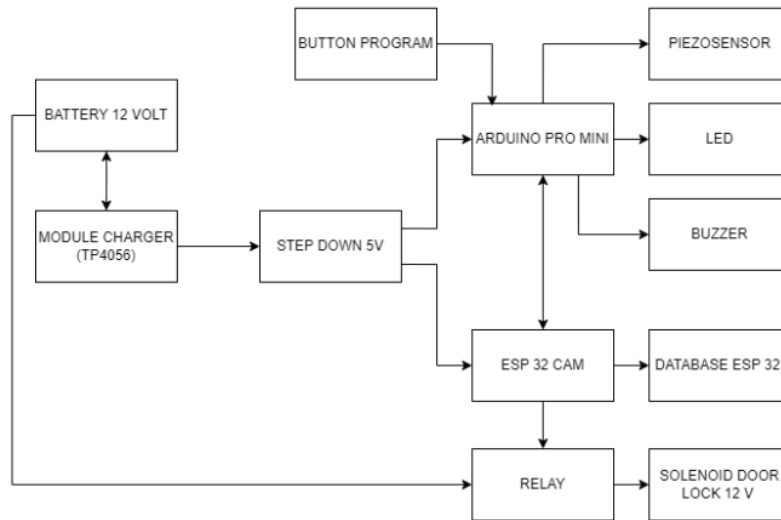 BUTTON PROGRAM
PIEZOSENSOR
BATTERY 12 VOLT
ARDUINO PRO MINI
LED
MODULE CHARGER
(TP4056)
STEP DOWN 5V
BUZZER
ESP 32 CAM
DATABASE ESP 32
RELAY
SOLENOID DOOR
LOCK 12 V